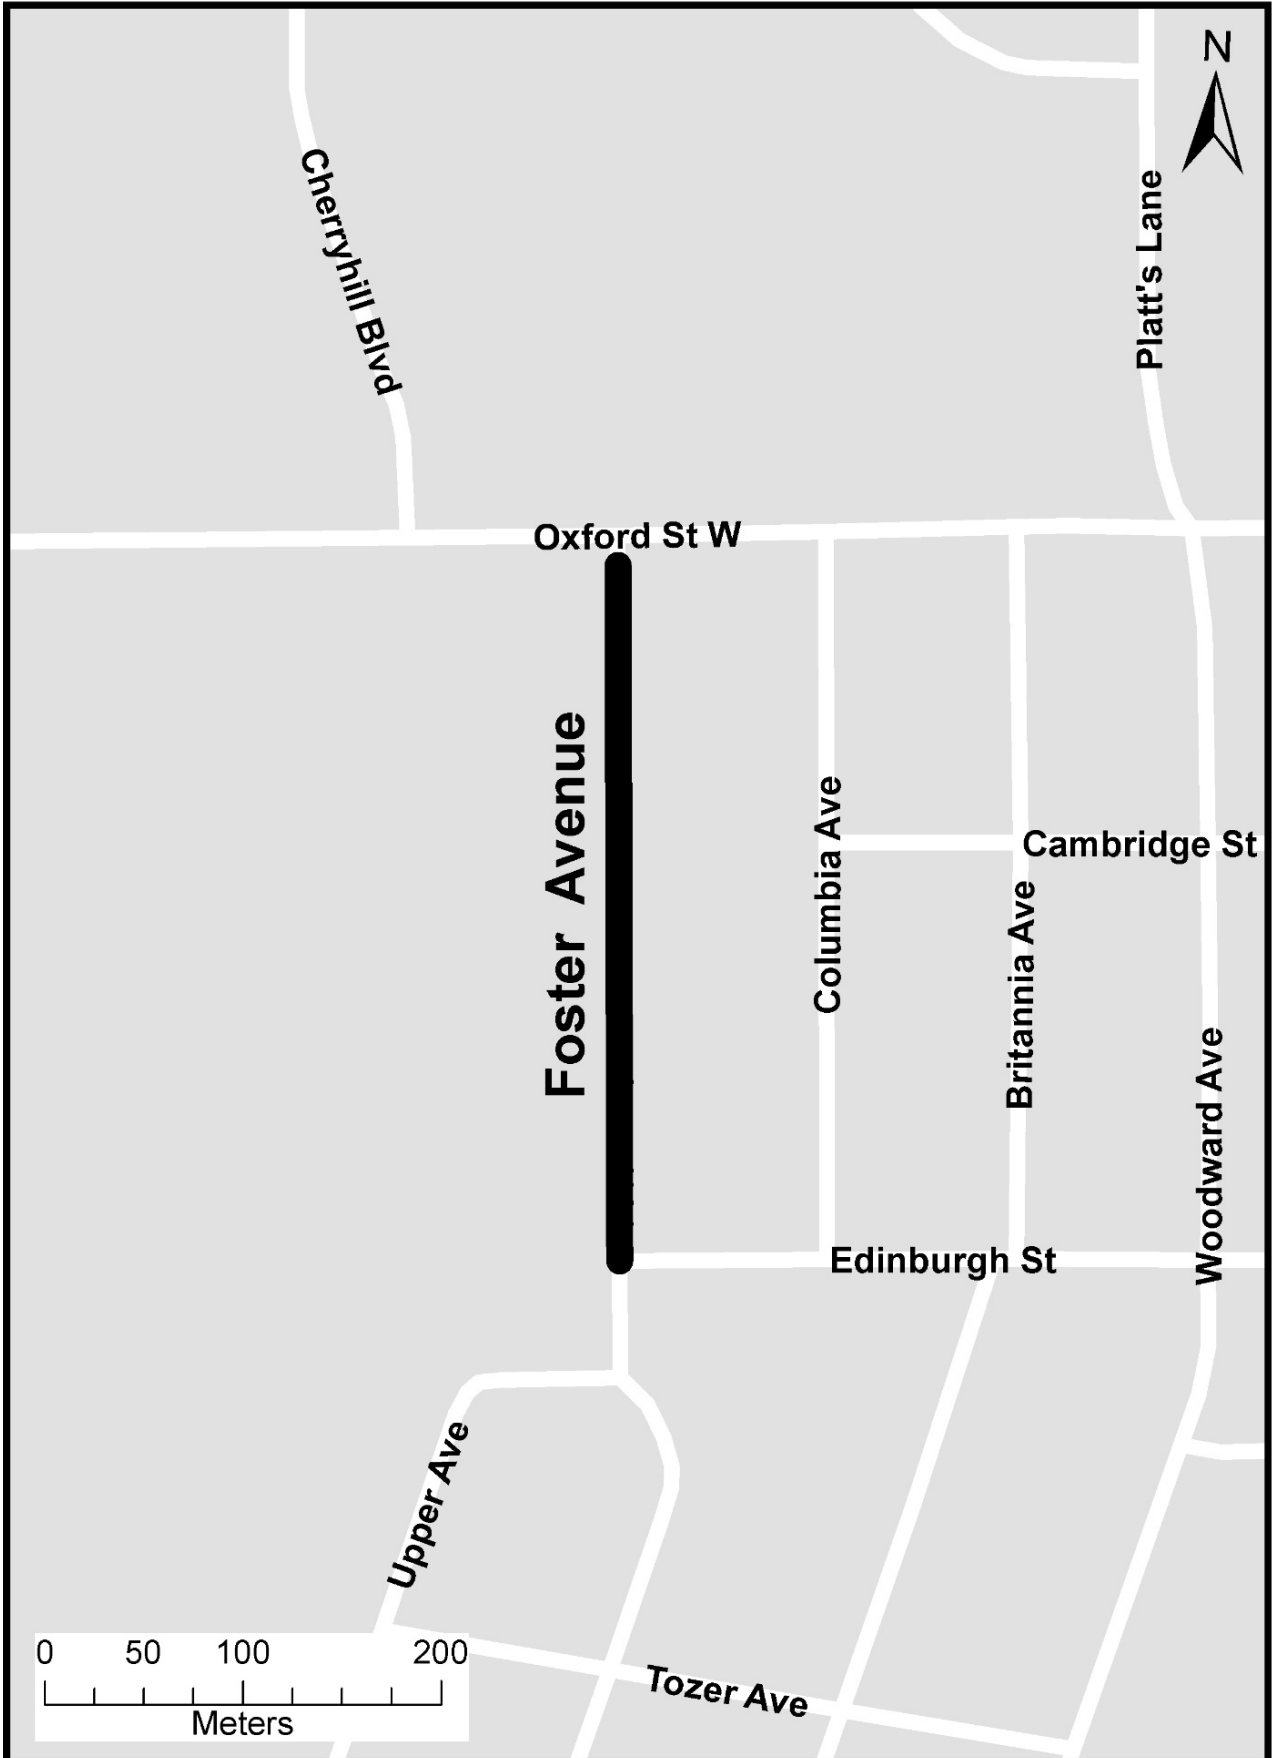 N
Cherryhill Blvd
Platt's Lane
Oxford St W
Foster Avenue
Columbia Ave
Cambridge St
Britannia Ave
Woodward Ave
Edinburgh St
Upper Ave
Tozer Ave
0 50 100 200
Meters